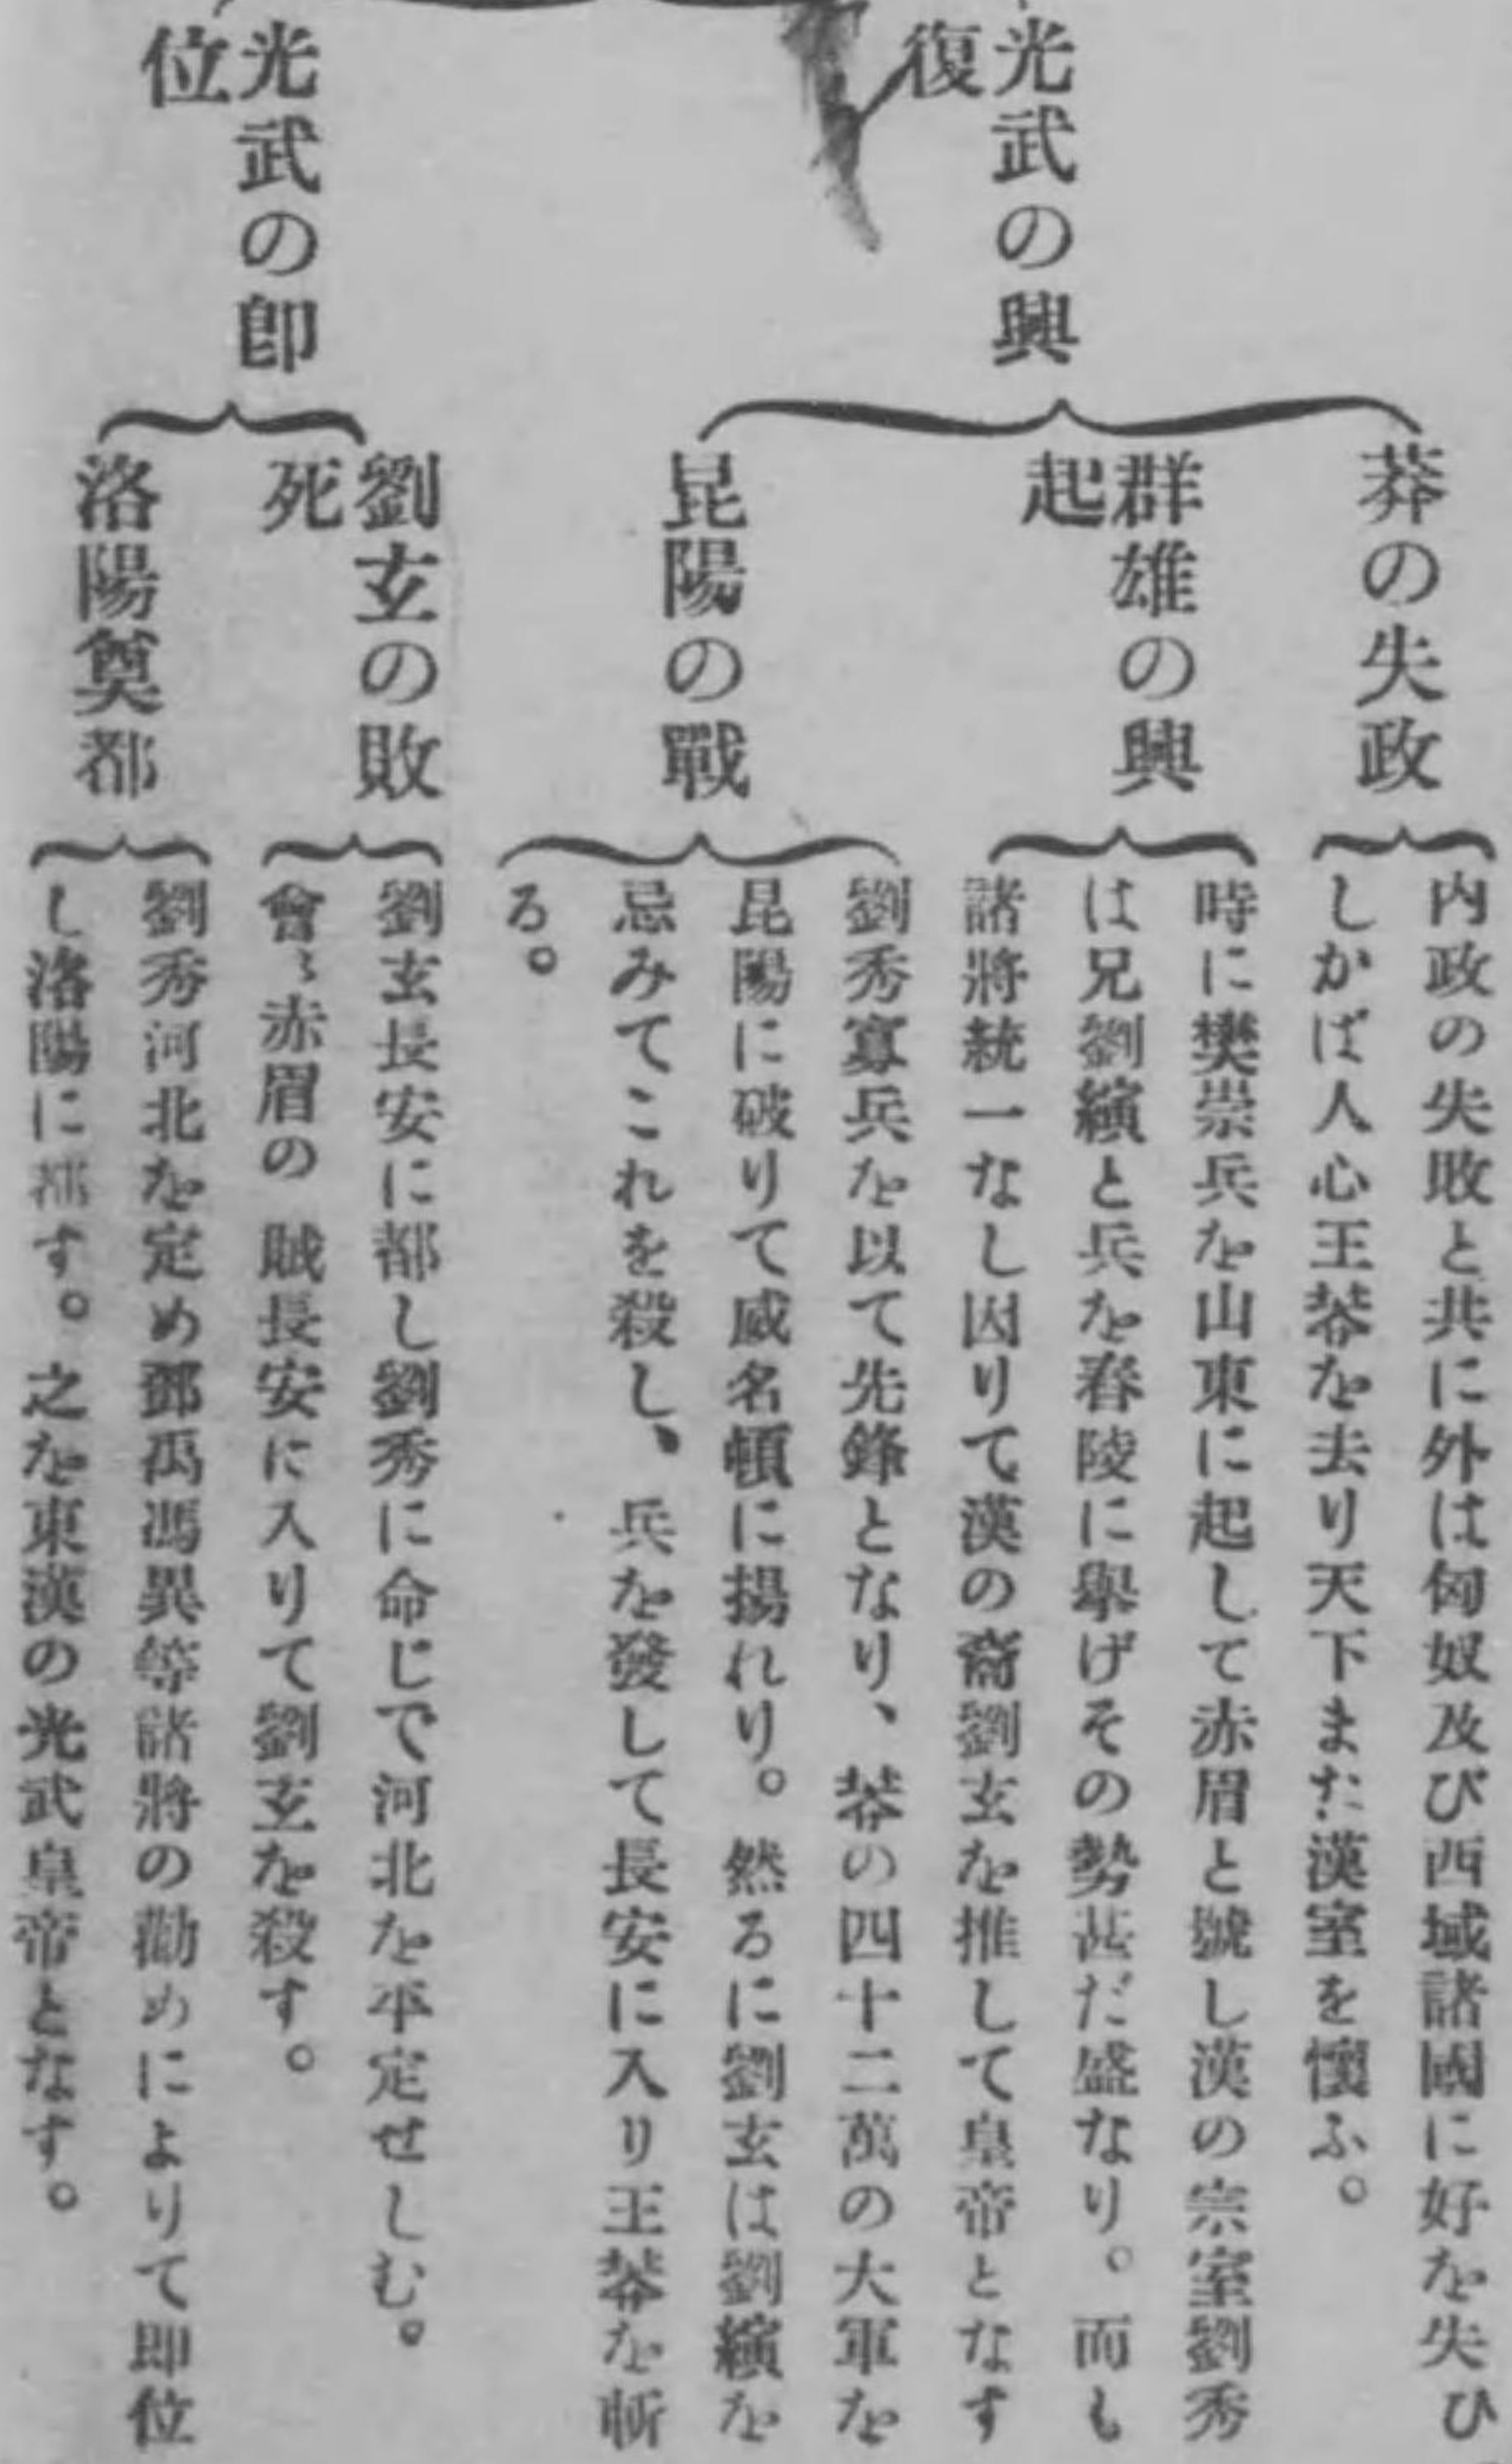 光武の興
復
莽の失政
内政の失敗と共に外は匈奴及び西域諸國に好を失ひ
しかば人心王莽を去り天下また漢室を懷ふ。
群雄の興
起
時に樊崇兵を山東に起して赤眉と號し漢の宗室劉秀
は兄劉縯と兵を舂陵に擧げその勢甚だ盛なり。而も
諸將統一なし因りて漢の裔劉玄を推して皇帝となす
昆陽の戰
劉秀寡兵を以て先鋒となり、莽の四十二萬の大軍を
昆陽に破りて威名頓に揚れり。然るに劉玄は劉縯を
忌みてこれを殺し、兵を發して長安に入り王莽を斬
る。
光武の卽
位
劉玄の敗
死
劉玄長安に都し劉秀に命じで河北を平定せしむ。
會〻赤眉の賊長安に入りて劉玄を殺す。
洛陽奠都
劉秀河北を定め鄧禹馮異等諸將の勸めによりて即位
し洛陽に都す。之を東漢の光武皇帝となす。